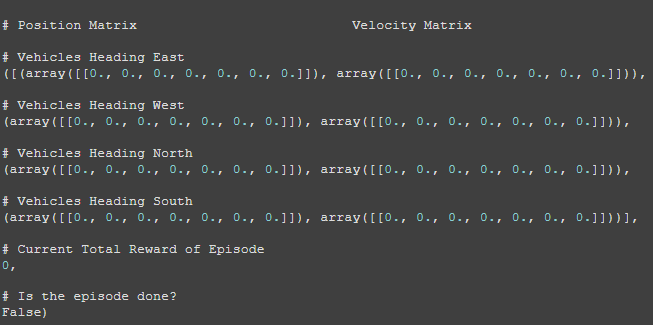 # Position Matrix                           Velocity Matrix
# Vehicles Heading East
([(array([[0., 0., 0., 0., 0., 0., 0.]]), array([[0., 0., 0., 0., 0., 0., 0.]])),
# Vehicles Heading West
(array([[0., 0., 0., 0., 0., 0., 0.]]), array([[0., 0., 0., 0., 0., 0., 0.]])),
# Vehicles Heading North
(array([[0., 0., 0., 0., 0., 0., 0.]]), array([[0., 0., 0., 0., 0., 0., 0.]])),
# Vehicles Heading South
(array([[0., 0., 0., 0., 0., 0., 0.]]), array([[0., 0., 0., 0., 0., 0., 0.]]))],
# Current Total Reward of Episode
0,
# Is the episode done?
False)